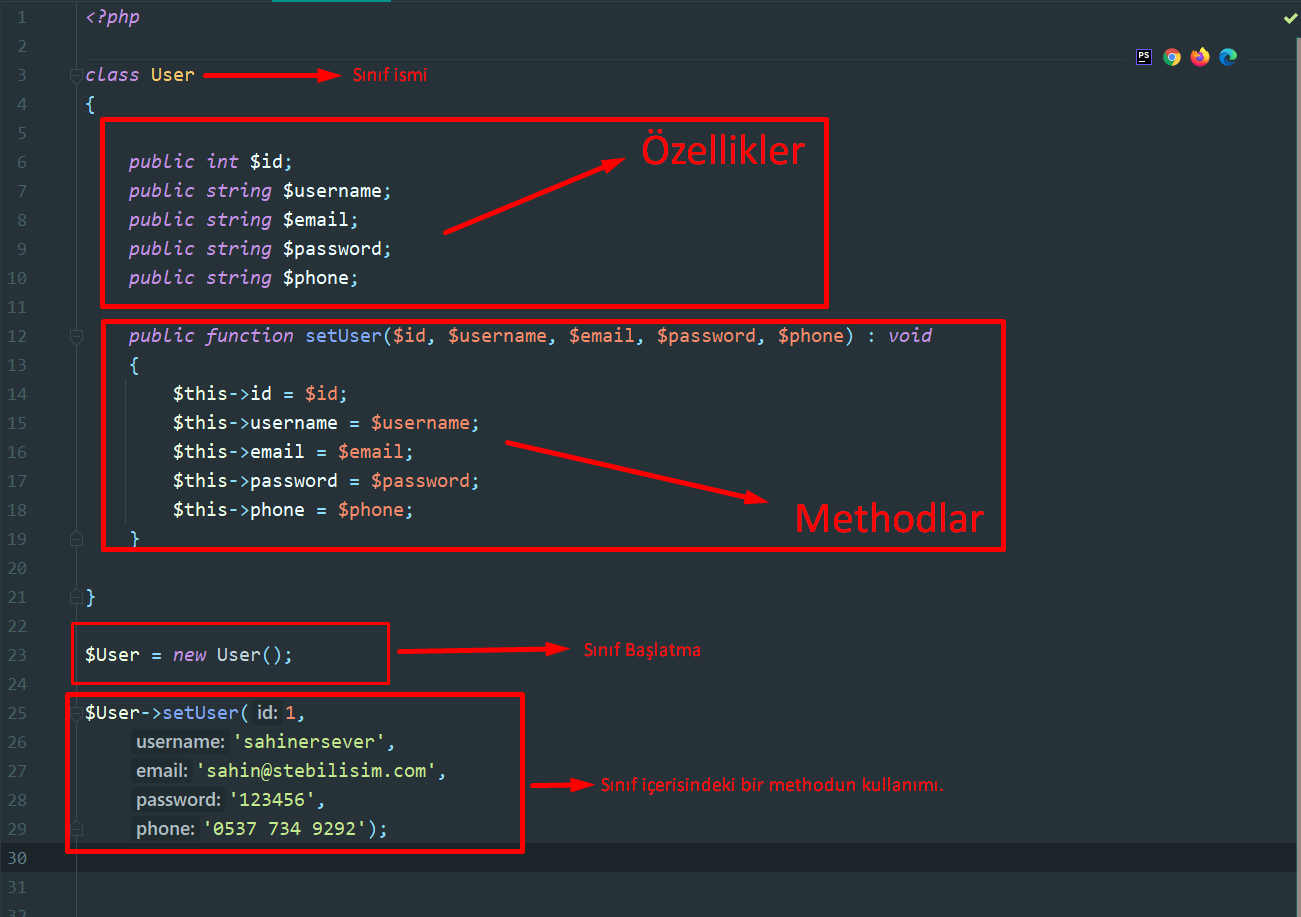 1 <?php
2
3 class User Sınıf ismi
4 {
5
Özellikler
6 public int $id;
7 public string $username;
8 public string $email;
9 public string $password;
10 public string $phone;
11
12 public function setUser($id, $username, $email, $password, $phone) : void
13 {
14 $this->id = $id;
15 $this->username = $username;
16 $this->email = $email;
17 $this->password = $password;
18 $this->phone = $phone;
Methodlar
19 }
20
21 }
22
23 $User = new User(); Sınıf Başlatma
24
25 $User->setUser( id: 1,
26 username: 'sahinersever',
27 email: 'sahin@stebilisim.com',
Sınıf içerisindeki bir methodun kullanımı.
28 password: '123456',
29 phone: '0537 734 9292');
30
31
32
PS